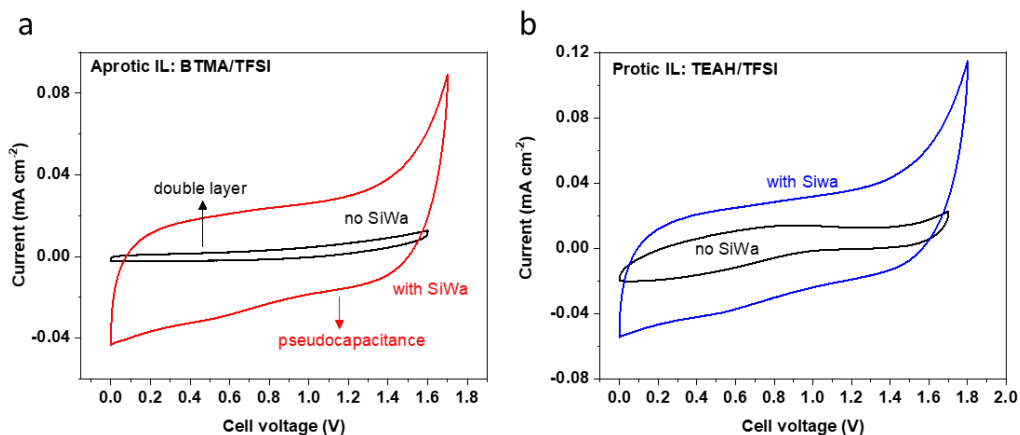 a
Aprotic IL: BTMA/TFSI
0.08
0.04
0.00
-0.04
Current (mA cm-2)
double layer
no SiWa
with SiWa
pseudocapacitance
0.0 0.2 0.4 0.6 0.8 1.0 1.2 1.4 1.6 1.8
Cell voltage (V)
b
Protic IL: TEAH/TFSI
0.12
0.08
0.04
0.00
-0.04
-0.08
Current (mA cm-2)
with Siwa
no SiWa
0.0 0.2 0.4 0.6 0.8 1.0 1.2 1.4 1.6 1.8 2.0
Cell voltage (V)